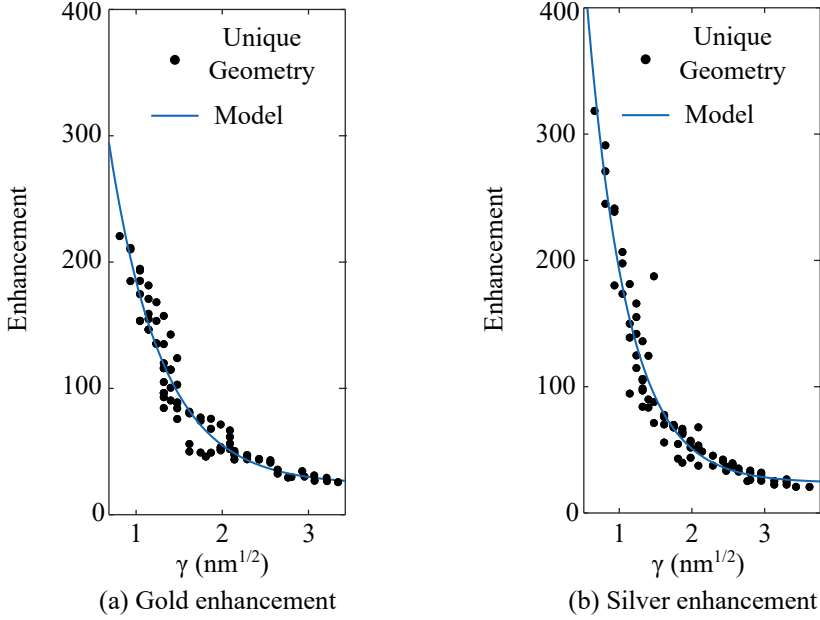 400
300
200
100
0
Enhancement
Unique
Geometry
Model
1 2 3
γ (nm1/2)
(a) Gold enhancement
400
300
200
100
0
Enhancement
Unique
Geometry
Model
1 2 3
γ (nm1/2)
(b) Silver enhancement